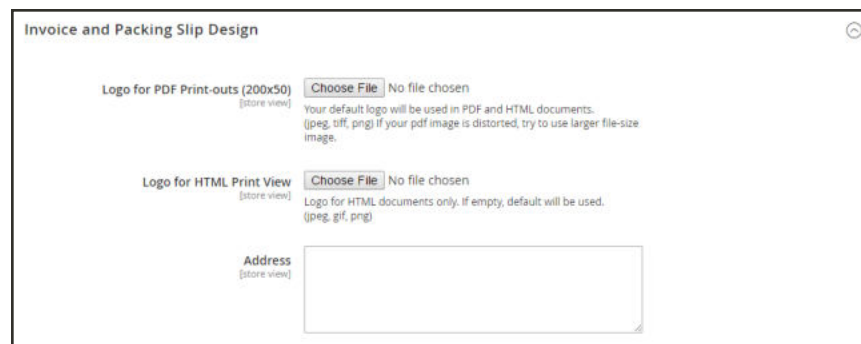 Invoice and Packing Slip Design
Logo for PDF Print-outs (200x50)
[store view]
Choose File No file chosen
Your default logo will be used in PDF and HTML documents.
(jpeg, tiff, png) If your pdf image is distorted, try to use larger file-size
image.
Logo for HTML Print View
[store view]
Choose File No file chosen
Logo for HTML documents only. If empty, default will be used.
(jpeg, gif, png)
Address
[store view]